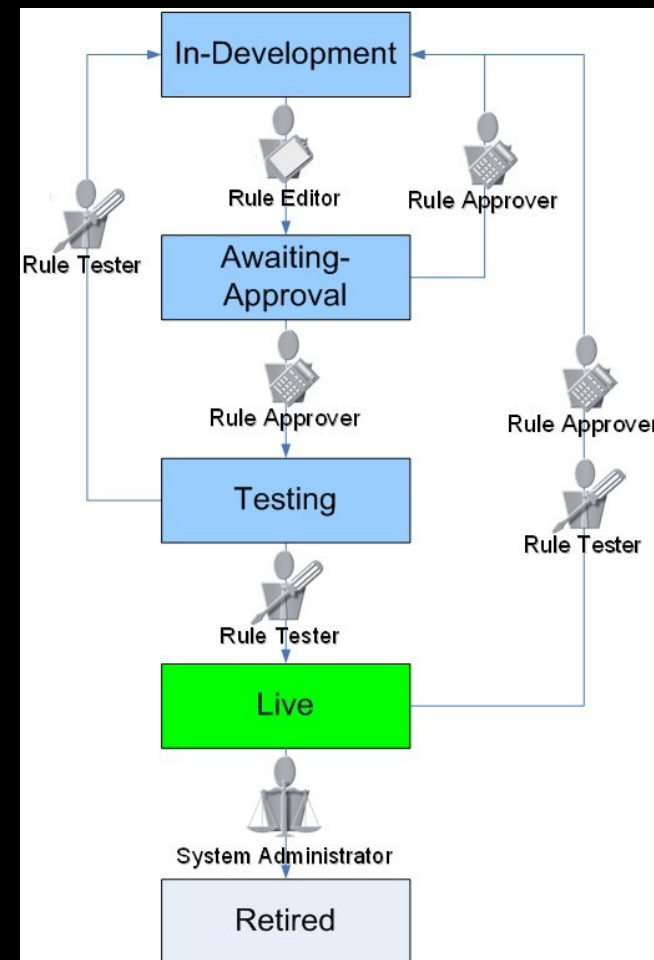 In-Development
Rule Editor
Rule Approver
Rule Tester
Awaiting-
Approval
Rule Approver
Rule Approver
Testing
Rule Tester
Rule Tester
Live
System Administrator
Retired